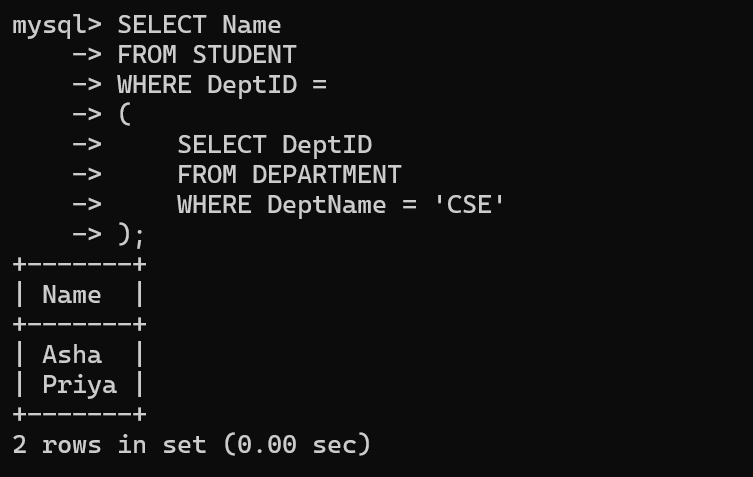 mysql> SELECT Name
    -> FROM STUDENT
    -> WHERE DeptID =
    -> (
    ->     SELECT DeptID
    ->     FROM DEPARTMENT
    ->     WHERE DeptName = 'CSE'
    -> );
+-------+
| Name  |
+-------+
| Asha  |
| Priya |
+-------+
2 rows in set (0.00 sec)